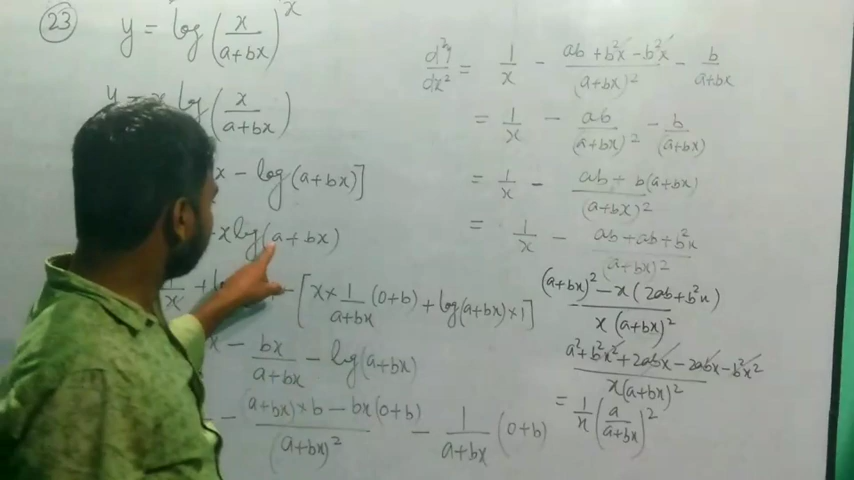 23
y = log (x/(a+bx))^x
y = x log (x/(a+bx))
x - log (a+bx)]
x log (a+bx)
1/x + - [x × 1/(a+bx) (0+b) + log (a+bx) × 1]
x - bx/(a+bx) - log (a+bx)
- ((a+bx) × b - bx (0+b))/(a+bx)^2 - 1/(a+bx) (0+b)
d^2y/dx^2 = 1/x - (ab + b^2x - b^2x)/(a+bx)^2 - b/(a+bx)
= 1/x - ab/(a+bx)^2 - b/(a+bx)
= 1/x - (ab + b(a+bx))/(a+bx)^2
= 1/x - (ab + ab + b^2)/(a+bx)^2
((a+bx)^2 - x (2ab + b^2x))/(x (a+bx)^2)
(a^2 + b^2x^2 + 2abx - 2abx - b^2x^2)/(x(a+bx)^2)
= 1/x (a/(a+bx))^2